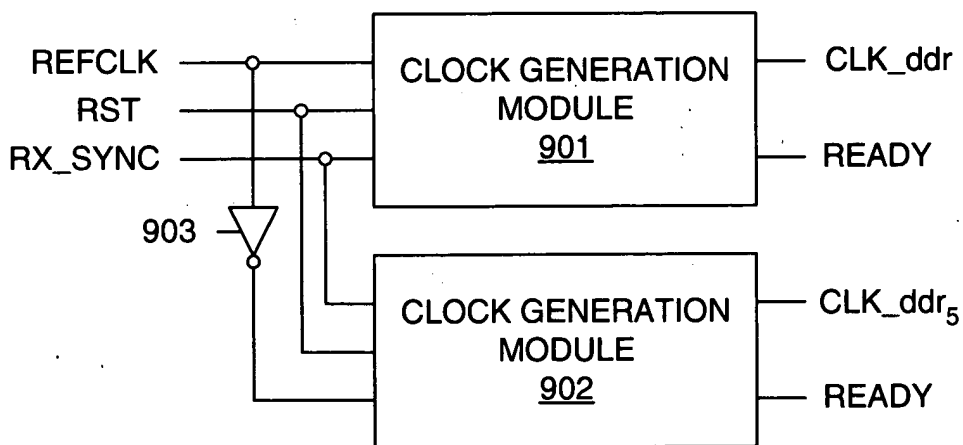 REFCLK
RST
RX_SYNC
CLOCK GENERATION
MODULE
901
CLK_ddr
READY
903
CLOCK GENERATION
MODULE
902
CLK_ddr5
READY